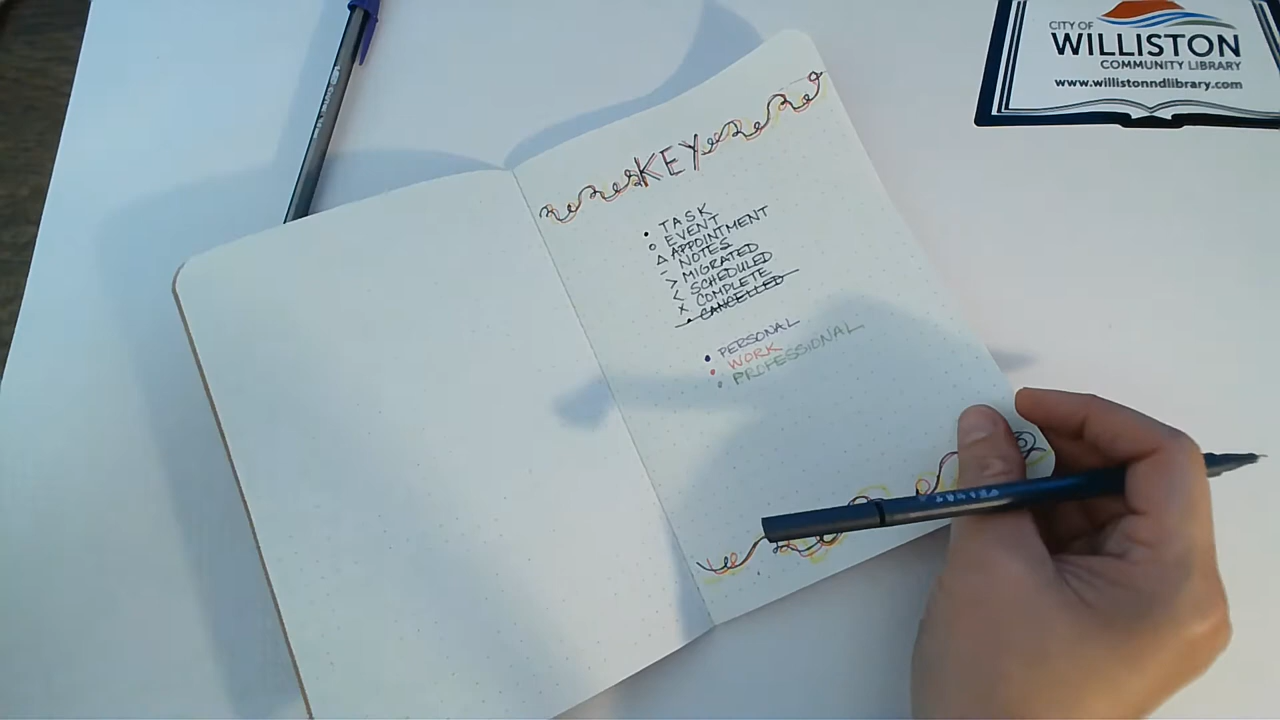 CITY OF
WILLISTON
COMMUNITY LIBRARY
www.willistonndlibrary.com
KEY
• TASK
○ EVENT
△ APPOINTMENT
- NOTES
> MIGRATED
< SCHEDULED
x COMPLETE
• CANCELLED
• PERSONAL
• WORK
• PROFESSIONAL